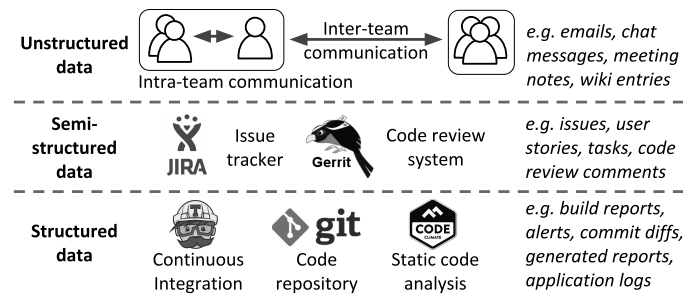 Unstructured
data
Inter-team
communication
Intra-team communication
e.g. emails, chat
messages, meeting
notes, wiki entries
Semi-
structured
data
JIRA
Issue
tracker
Gerrit
Code review
system
e.g. issues, user
stories, tasks, code
review comments
Structured
data
T
Continuous
Integration
git
Code
repository
CODE
CLIMATE
Static code
analysis
e.g. build reports,
alerts, commit diffs,
generated reports,
application logs